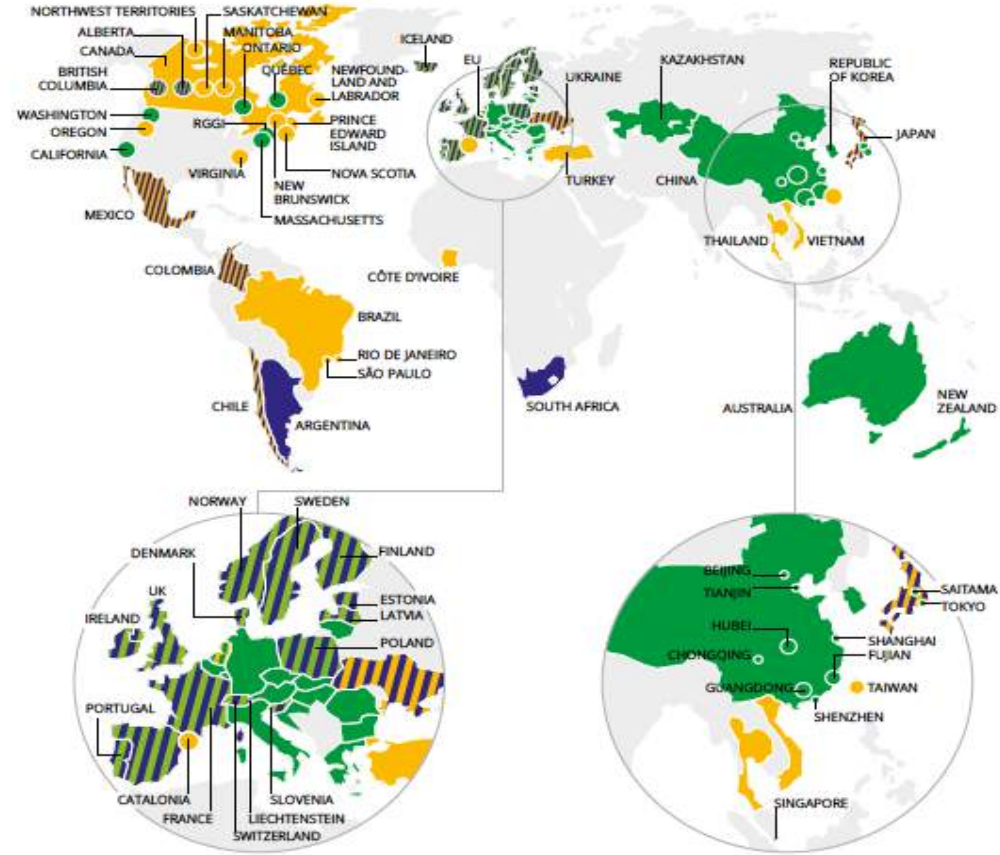 NORTHWEST TERRITORIES
SASKATCHEWAN
ALBERTA
MANITOBA
CANADA
ONTARIO
BRITISH
COLUMBIA
QUÉBEC
NEWFOUND-
LAND AND
LABRADOR
WASHINGTON
OREGON
RGGI
PRINCE
EDWARD
ISLAND
CALIFORNIA
VIRGINIA
NOVA SCOTIA
NEW
BRUNSWICK
MASSACHUSETTS
MEXICO
ICELAND
EU
UKRAINE
TURKEY
KAZAKHSTAN
REPUBLIC
OF KOREA
JAPAN
CHINA
THAILAND
VIETNAM
COLOMBIA
CÔTE D'IVOIRE
BRAZIL
RIO DE JANEIRO
SÃO PAULO
CHILE
ARGENTINA
SOUTH AFRICA
AUSTRALIA
NEW
ZEALAND
NORWAY
SWEDEN
DENMARK
FINLAND
UK
IRELAND
ESTONIA
LATVIA
POLAND
PORTUGAL
CATALONIA
SLOVENIA
FRANCE
LIECHTENSTEIN
SWITZERLAND
BEIJING
TIANJIN
SAITAMA
TOKYO
HUBEI
SHANGHAI
CHONGQING
FUJIAN
GUANGDONG
TAIWAN
SHENZHEN
SINGAPORE